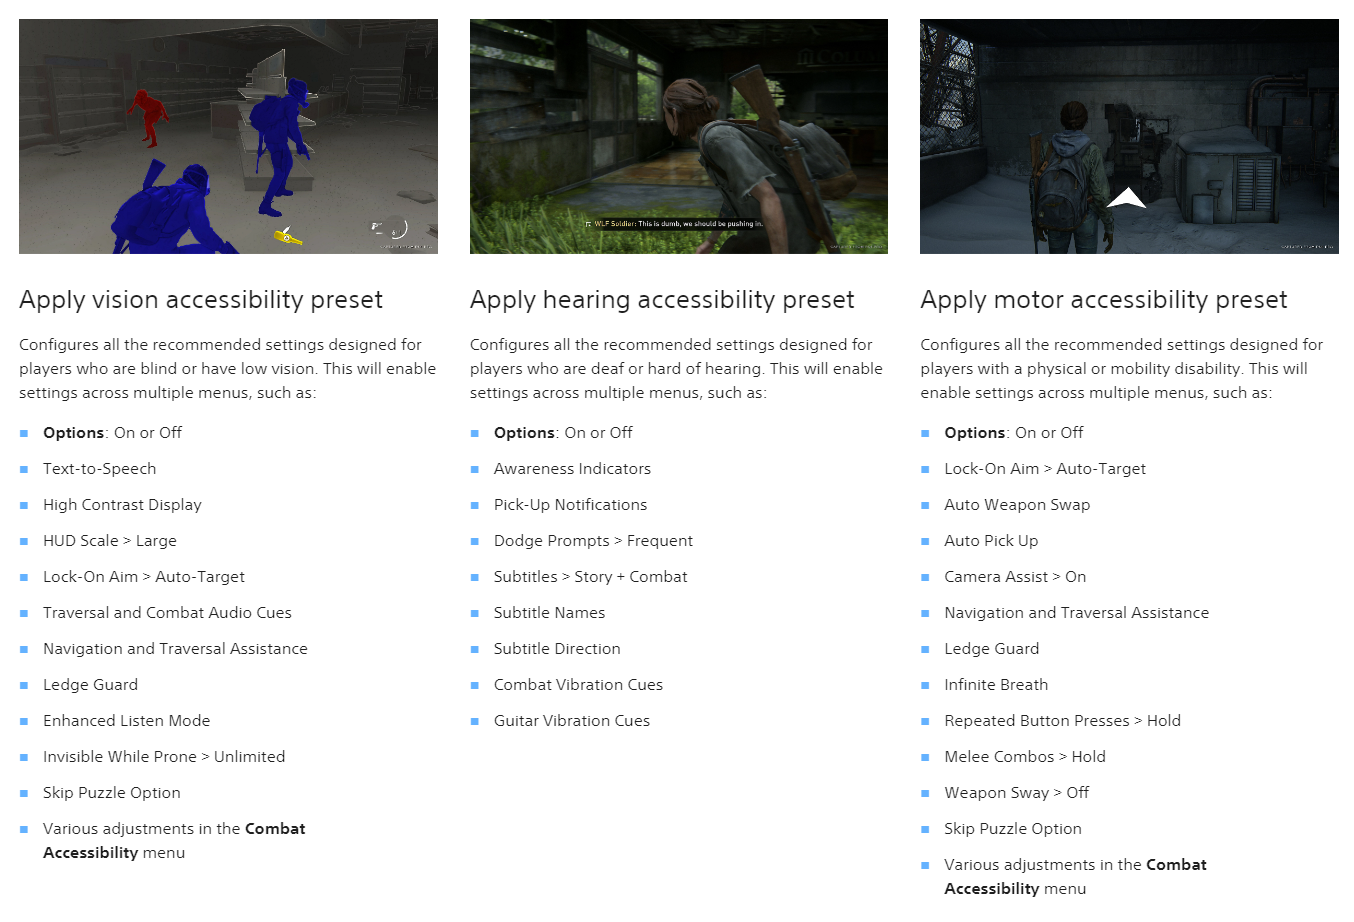 WLF Soldier: This is dumb, we should be pushing in.
Apply vision accessibility preset
Configures all the recommended settings designed for
players who are blind or have low vision. This will enable
settings across multiple menus, such as:
Options: On or Off
Text-to-Speech
High Contrast Display
HUD Scale > Large
Lock-On Aim > Auto-Target
Traversal and Combat Audio Cues
Navigation and Traversal Assistance
Ledge Guard
Enhanced Listen Mode
Invisible While Prone > Unlimited
Skip Puzzle Option
Various adjustments in the Combat
Accessibility menu
Apply hearing accessibility preset
Configures all the recommended settings designed for
players who are deaf or hard of hearing. This will enable
settings across multiple menus, such as:
Options: On or Off
Awareness Indicators
Pick-Up Notifications
Dodge Prompts > Frequent
Subtitles > Story + Combat
Subtitle Names
Subtitle Direction
Combat Vibration Cues
Guitar Vibration Cues
Apply motor accessibility preset
Configures all the recommended settings designed for
players with a physical or mobility disability. This will
enable settings across multiple menus, such as:
Options: On or Off
Lock-On Aim > Auto-Target
Auto Weapon Swap
Auto Pick Up
Camera Assist > On
Navigation and Traversal Assistance
Ledge Guard
Infinite Breath
Repeated Button Presses > Hold
Melee Combos > Hold
Weapon Sway > Off
Skip Puzzle Option
Various adjustments in the Combat
Accessibility menu